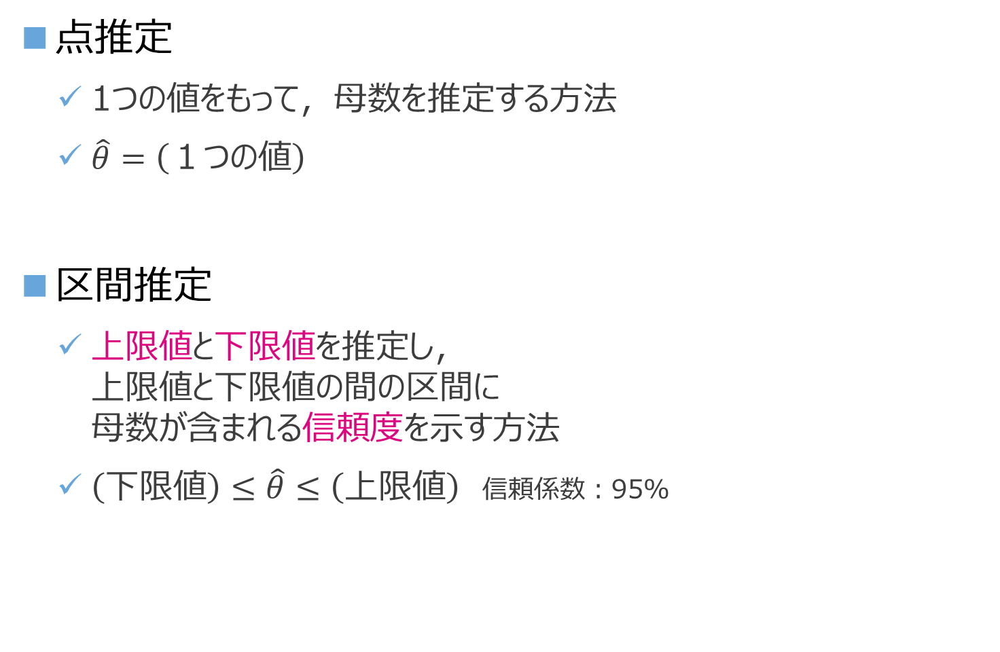 点推定
1つの値をもって，母数を推定する方法
θ̂ = (１つの値)
区間推定
上限値と下限値を推定し，
上限値と下限値の間の区間に
母数が含まれる信頼度を示す方法
(下限値) ≤ θ̂ ≤ (上限値) 信頼係数：95%